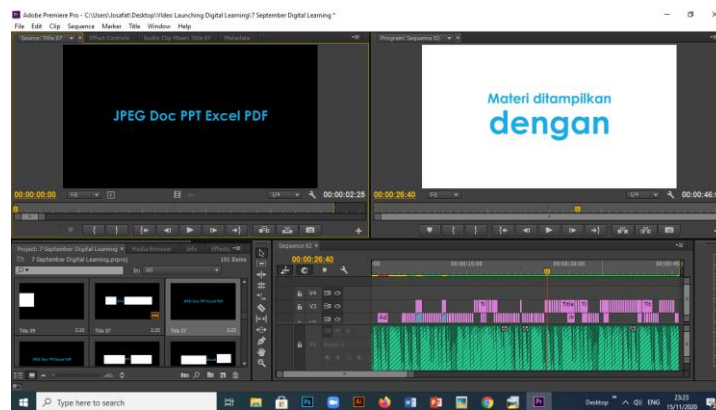 Adobe Premiere Pro - C:\Users\Josafat\Desktop\Video Launching Digital Learning\7 September Digital Learning *
File Edit Clip Sequence Marker Title Window Help
Source: Title 07 Effect Controls Audio Clip Mixer: Title 07 Metadata
Program: Sequence 02
JPEG Doc PPT Excel PDF
Materi ditampilkan
dengan
00:00:00:00 Fit 1/4 00:00:02:25
00:00:26:40 Fit 1/4 00:00:46:
Project: 7 September Digital Learning Media Browser Info Effects
7 September Digital Learning.prproj 191 Items
In: All
Sequence 02
00:00:26:40
:00 00:00:15:00 00:00:30:00 00:00:45:
V4
V3
Title 09 2:25 Title 07 2:25 Title 07 2:25
JPEG Doc PPT Excel PDF
Type here to search
Desktop ENG 23:23
15/11/2020